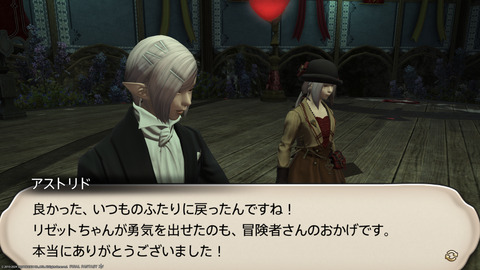 アストリド
良かった、いつものふたりに戻ったんですね！
リゼットちゃんが勇気を出せたのも、冒険者さんのおかげです。
本当にありがとうございました！